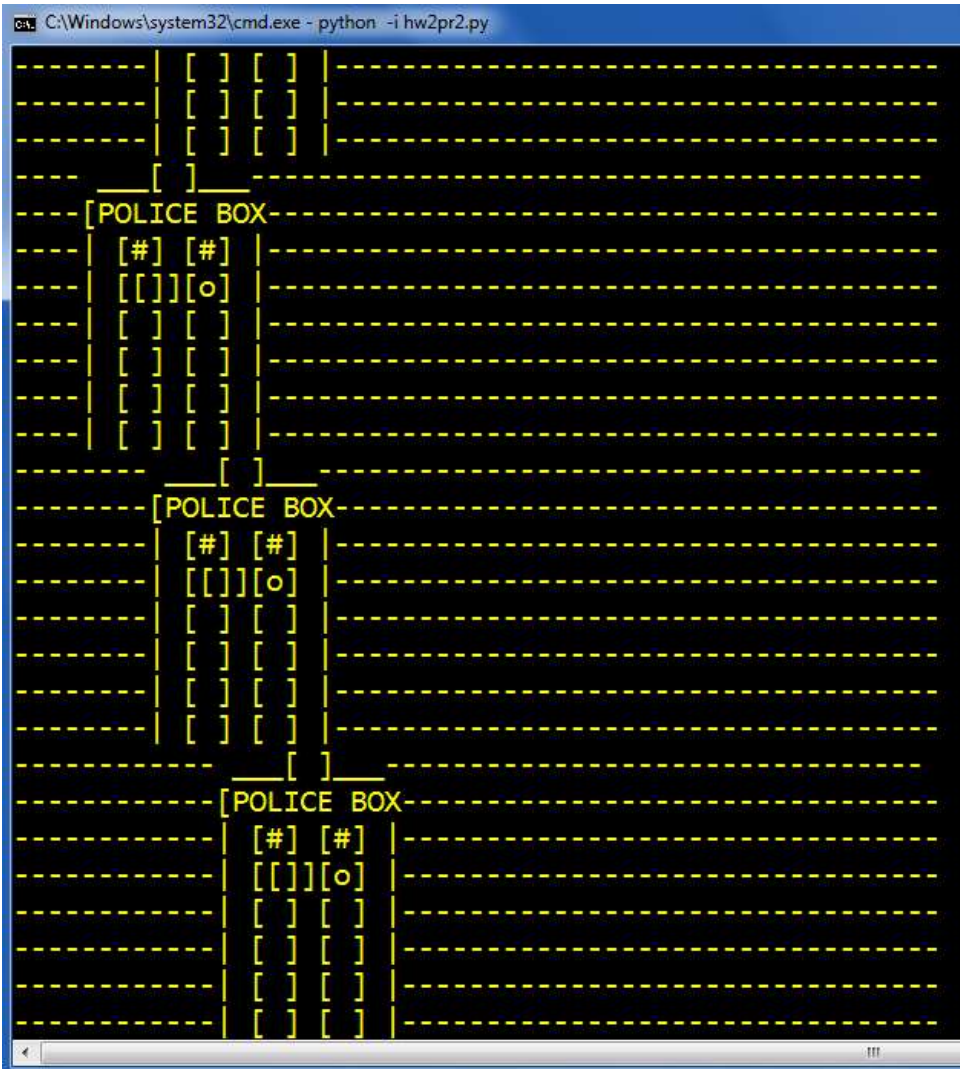 C:\Windows\system32\cmd.exe - python -i hw2pr2.py
--------| [ ] [ ] |------------------------------------
--------| [ ] [ ] |------------------------------------
--------| [ ] [ ] |------------------------------------
---- ___[ ]___----------------------------------------
----[POLICE BOX----------------------------------------
----| [#] [#] |----------------------------------------
----| [[]][o] |----------------------------------------
----| [ ] [ ] |----------------------------------------
----| [ ] [ ] |----------------------------------------
----| [ ] [ ] |----------------------------------------
----| [ ] [ ] |----------------------------------------
-------- ___[ ]___------------------------------------
--------[POLICE BOX------------------------------------
--------| [#] [#] |------------------------------------
--------| [[]][o] |------------------------------------
--------| [ ] [ ] |------------------------------------
--------| [ ] [ ] |------------------------------------
--------| [ ] [ ] |------------------------------------
--------| [ ] [ ] |------------------------------------
------------ ___[ ]___--------------------------------
------------[POLICE BOX--------------------------------
------------| [#] [#] |--------------------------------
------------| [[]][o] |--------------------------------
------------| [ ] [ ] |--------------------------------
------------| [ ] [ ] |--------------------------------
------------| [ ] [ ] |--------------------------------
------------| [ ] [ ] |--------------------------------